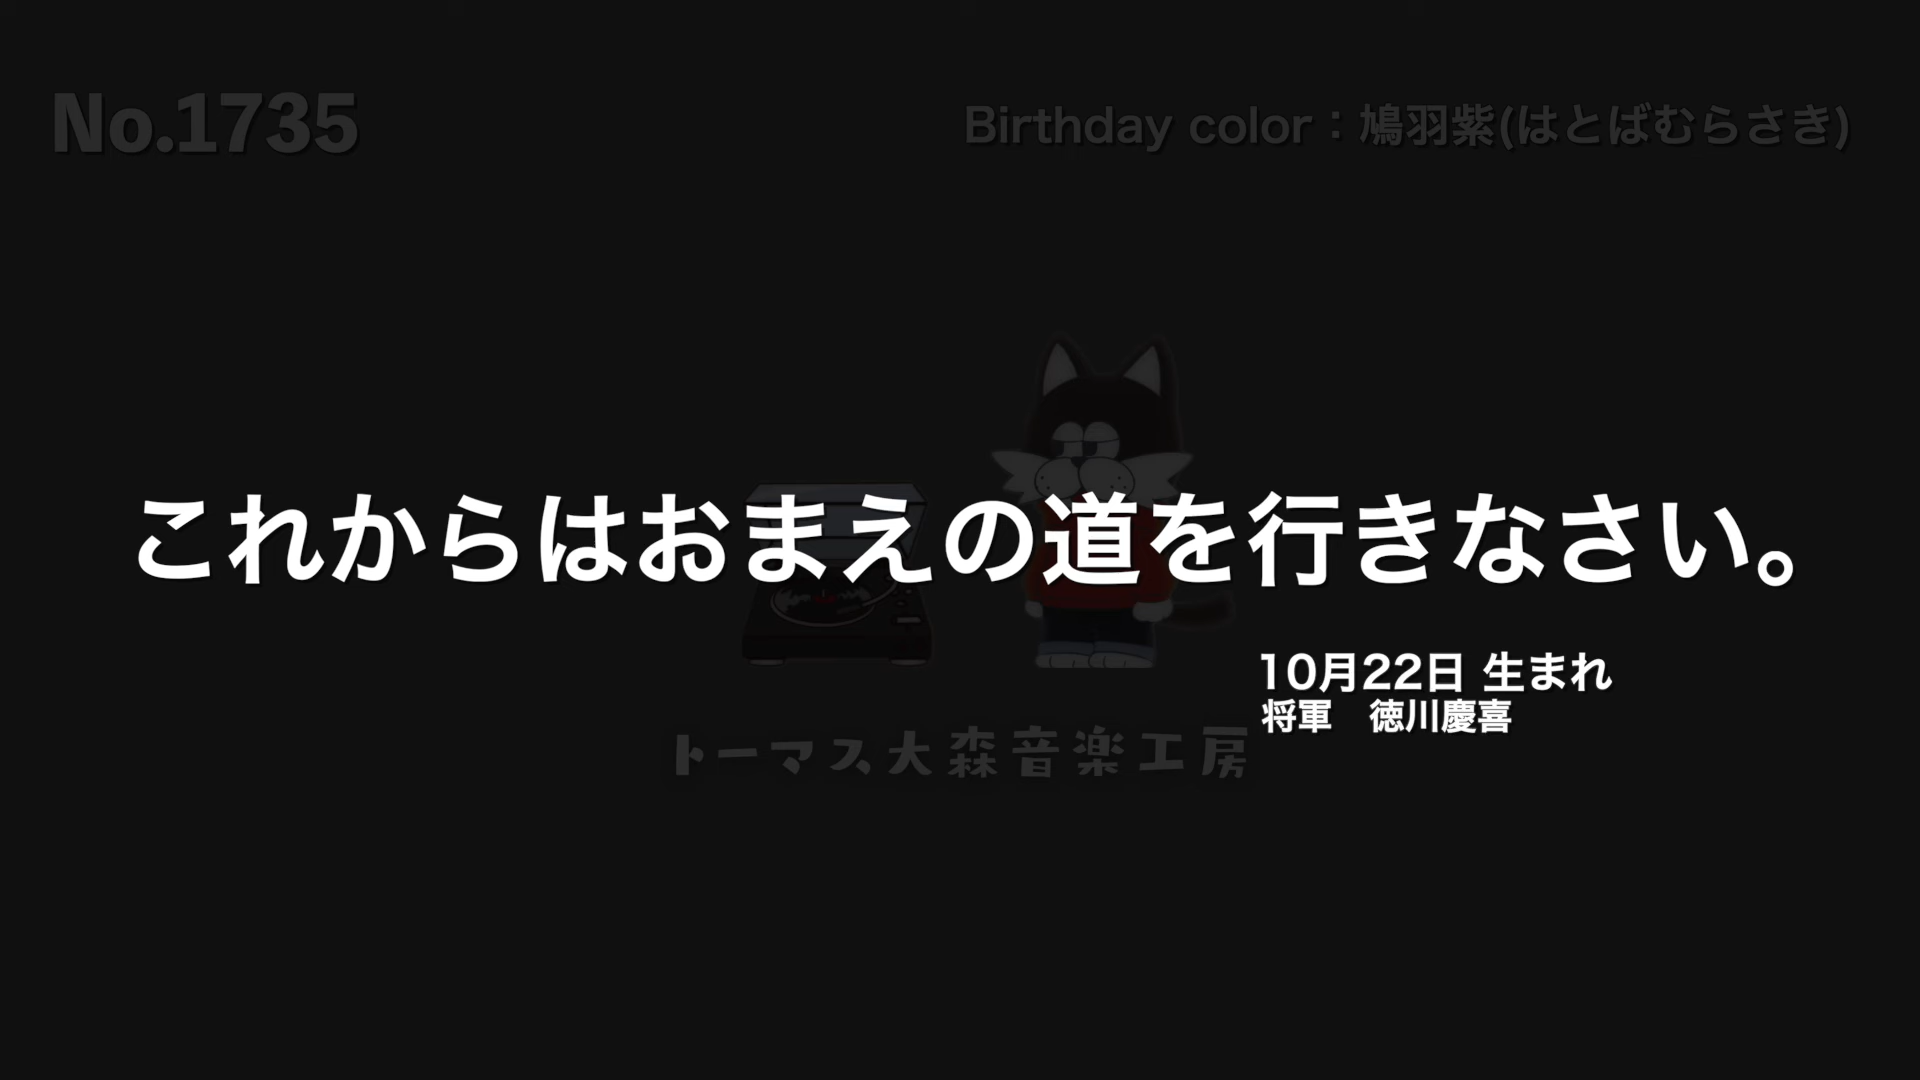 No.1735
Birthday color：鳩羽紫(はとばむらさき)
これからはおまえの道を行きなさい。
10月22日 生まれ
将軍　徳川慶喜
トーマス大森音楽工房